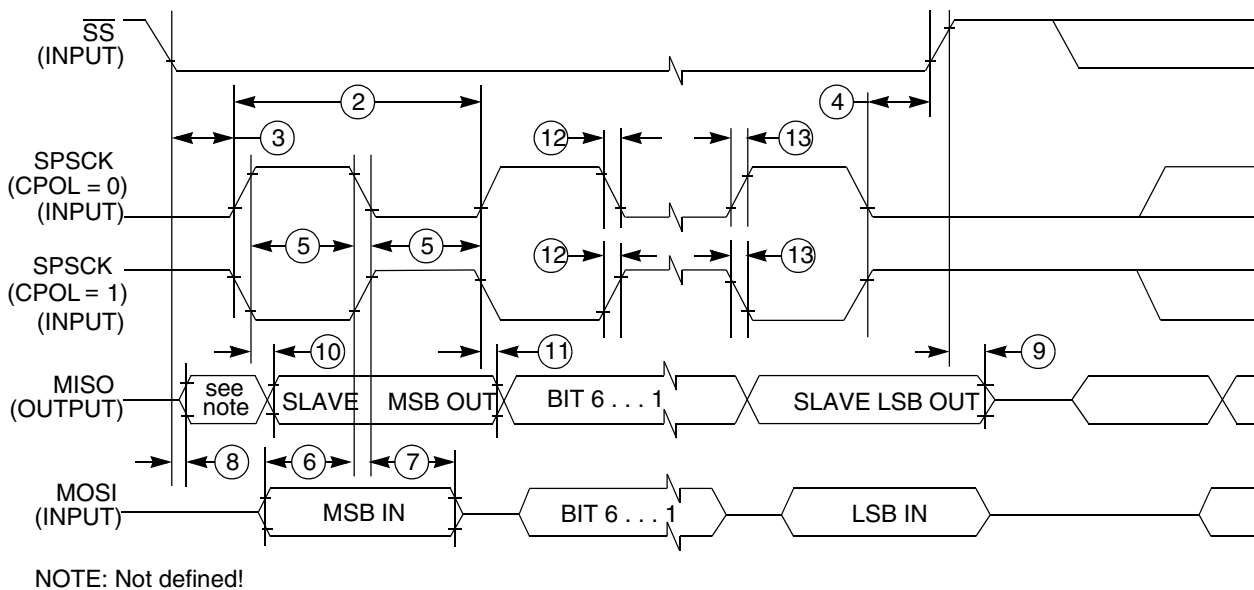 SS
(INPUT)
2
4
3
12
13
SPSCK
(CPOL = 0)
(INPUT)
5
5
12
13
SPSCK
(CPOL = 1)
(INPUT)
10
11
9
MISO
(OUTPUT)
see
note
SLAVE MSB OUT
BIT 6 . . . 1
SLAVE LSB OUT
8
6
7
MOSI
(INPUT)
MSB IN
BIT 6 . . . 1
LSB IN
NOTE: Not defined!